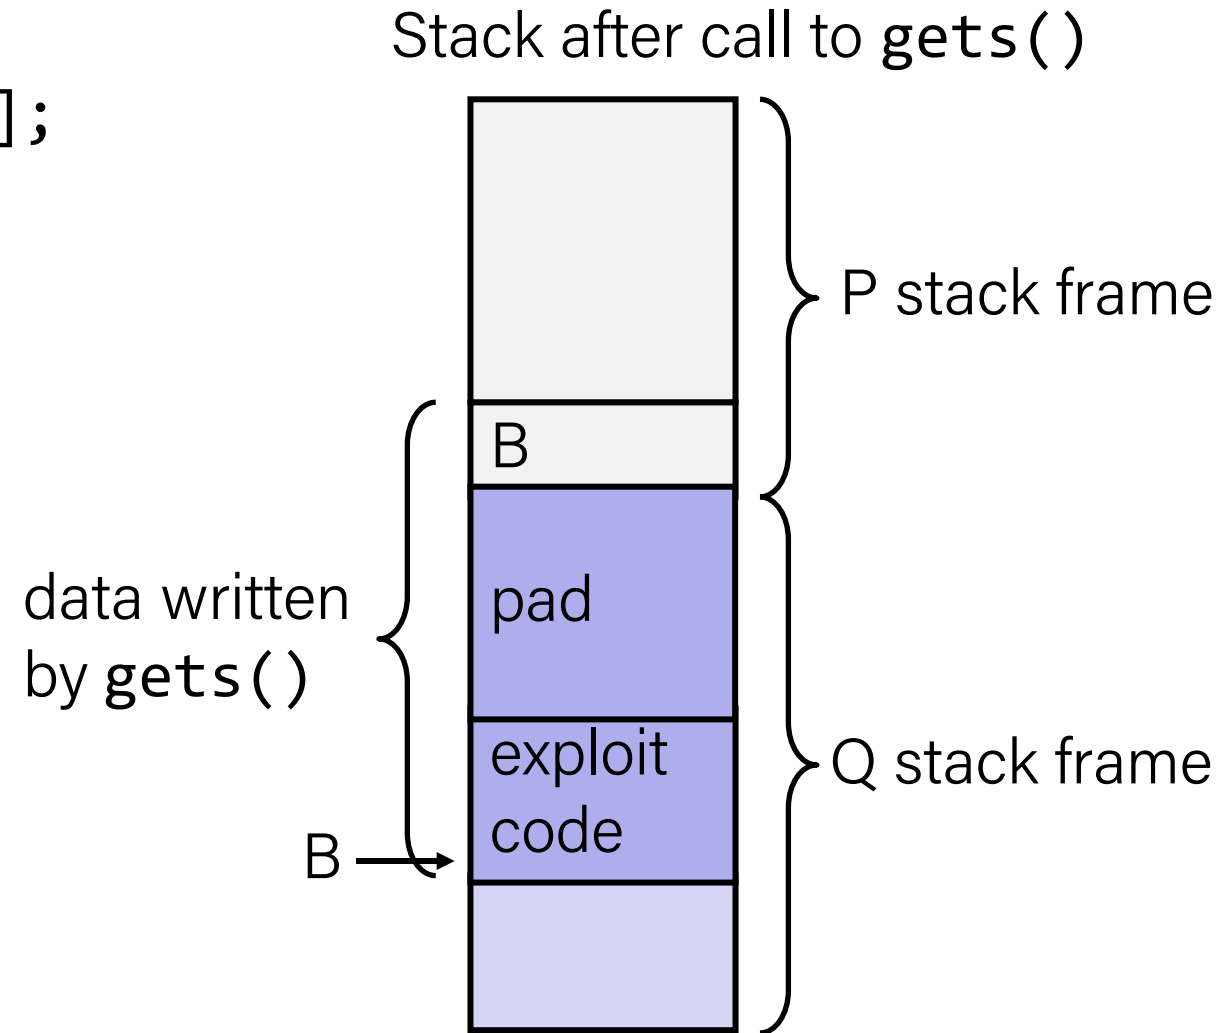 Stack after call to gets()
];
P stack frame
B
data written
by gets()
pad
exploit
code
Q stack frame
B